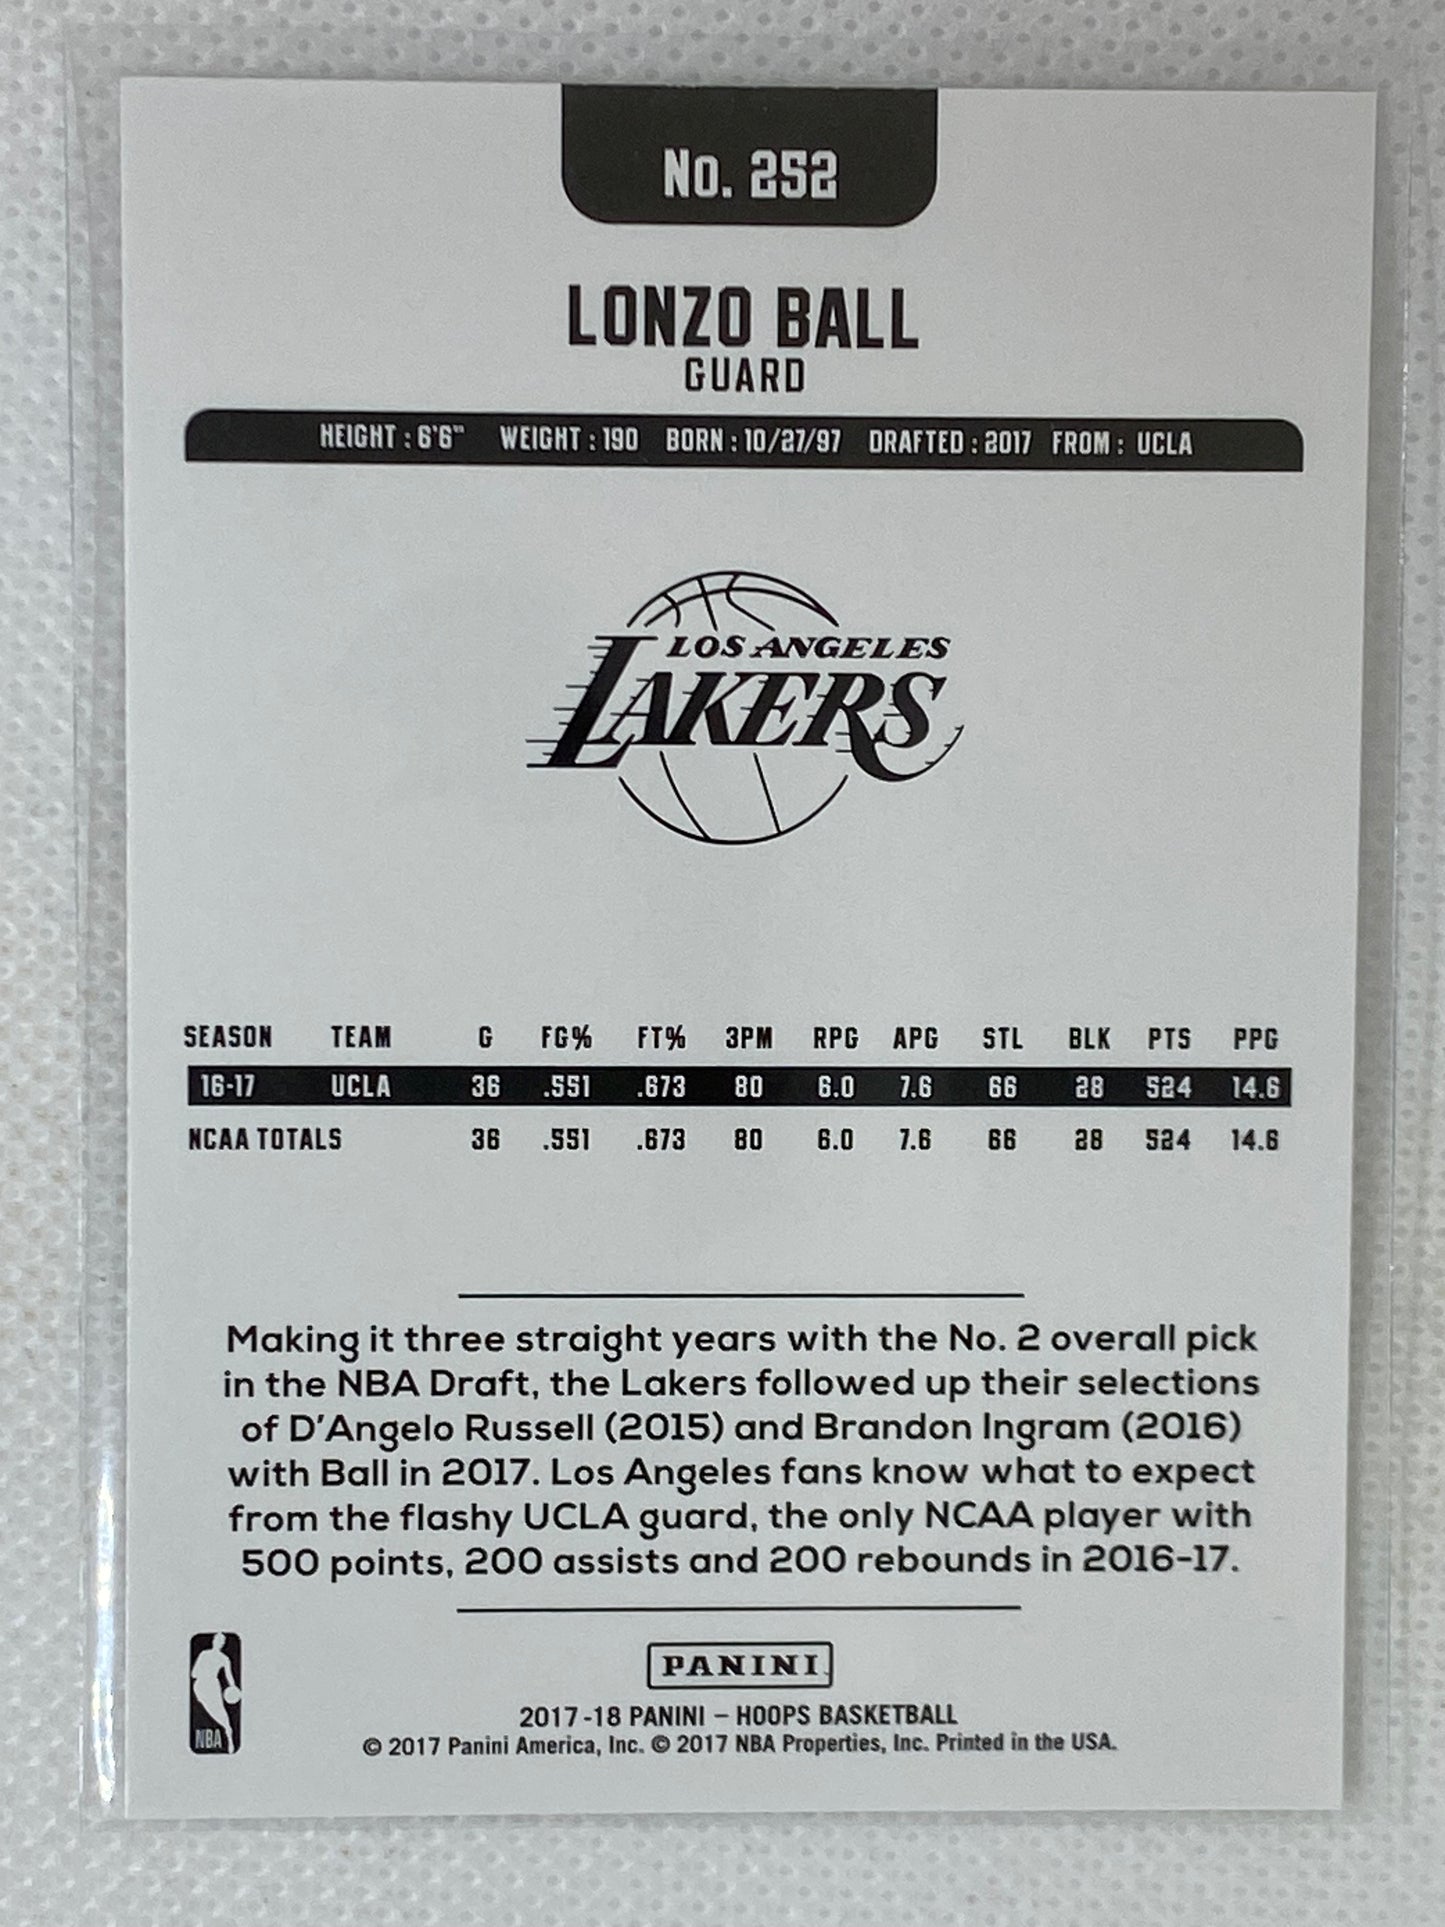 No. 252
LONZO BALL
GUARD
HEIGHT : 6'6" WEIGHT : 190 BORN : 10/27/97 DRAFTED : 2017 FROM : UCLA
LOS ANGELES
LAKERS
SEASON TEAM G FG% FT% 3PM RPG APG STL BLK PTS PPG
16-17 UCLA 36 .551 .673 80 6.0 7.6 66 28 524 14.6
NCAA TOTALS 36 .551 .673 80 6.0 7.6 66 28 524 14.6
Making it three straight years with the No. 2 overall pick
in the NBA Draft, the Lakers followed up their selections
of D'Angelo Russell (2015) and Brandon Ingram (2016)
with Ball in 2017. Los Angeles fans know what to expect
from the flashy UCLA guard, the only NCAA player with
500 points, 200 assists and 200 rebounds in 2016-17.
NBA
PANINI
2017-18 PANINI – HOOPS BASKETBALL
© 2017 Panini America, Inc. © 2017 NBA Properties, Inc. Printed in the USA.